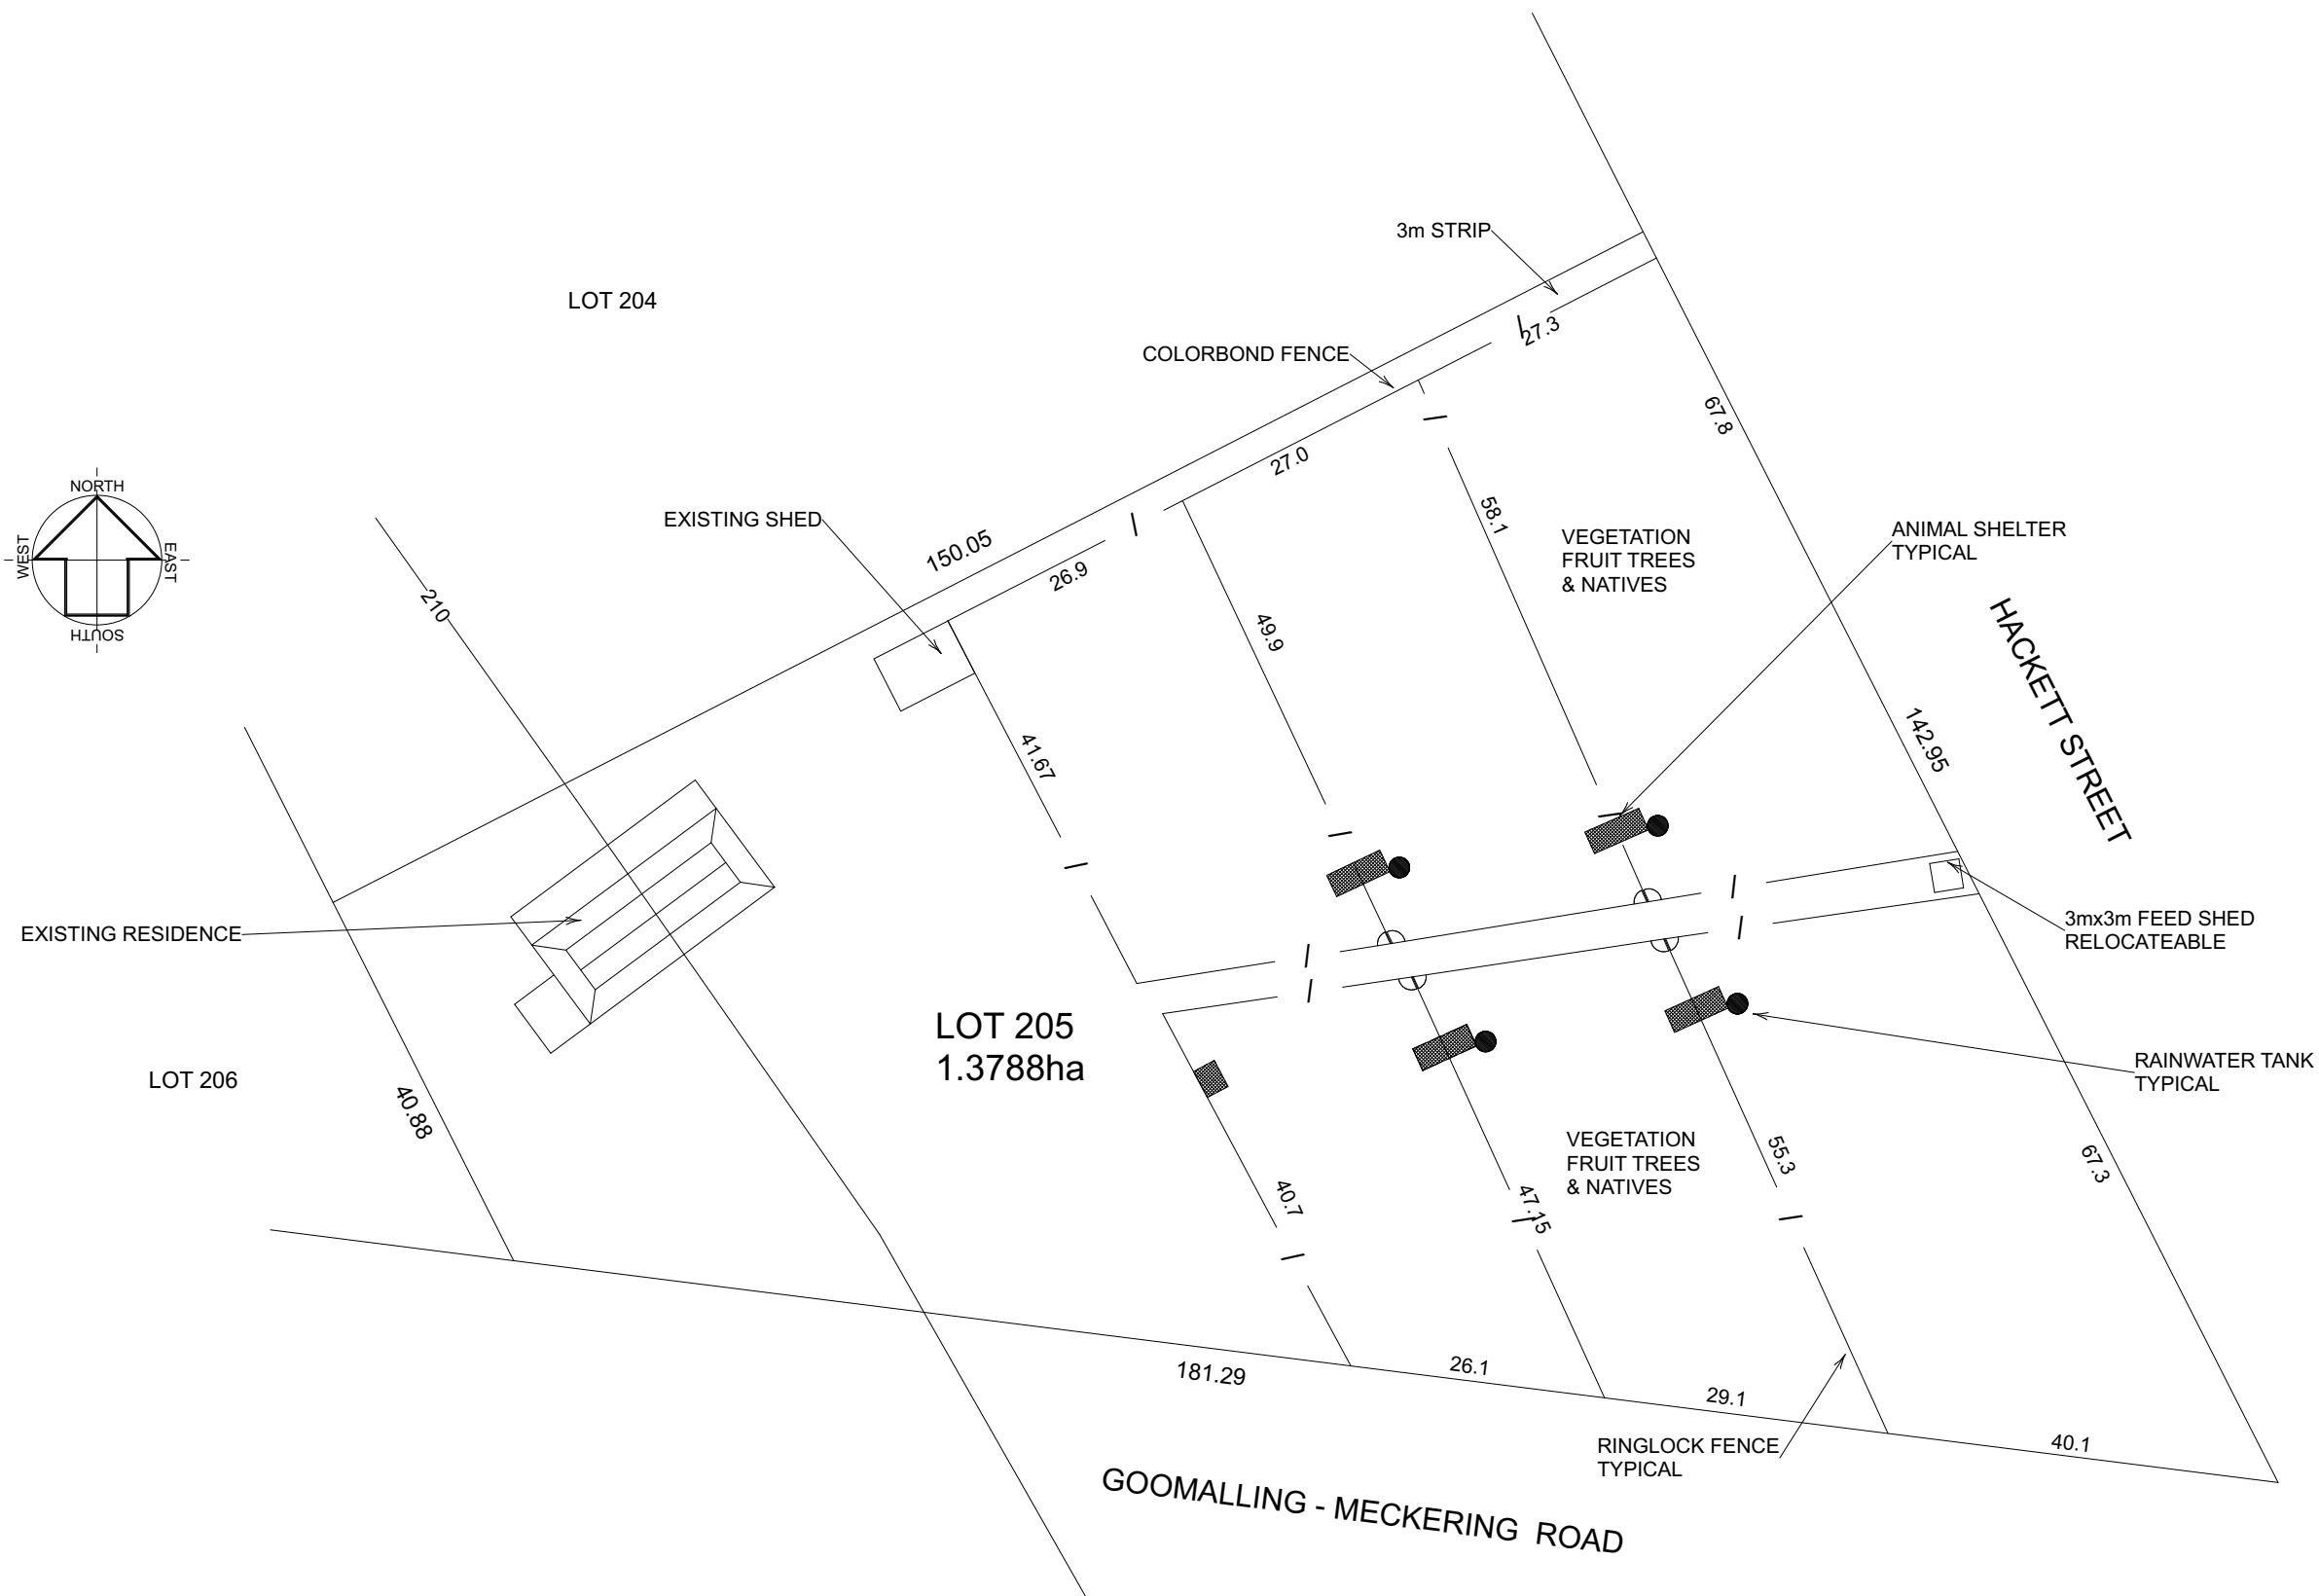 3m STRIP
LOT 204
27.3
COLORBOND FENCE
67.8
27.0
NORTH
WEST
EAST
SOUTH
EXISTING SHED
150.05
58.1
26.9
210
VEGETATION
FRUIT TREES
& NATIVES
ANIMAL SHELTER
TYPICAL
49.9
HACKETT STREET
41.67
142.95
EXISTING RESIDENCE
3mx3m FEED SHED
RELOCATEABLE
LOT 205
1.3788ha
LOT 206
40.88
RAINWATER TANK
TYPICAL
VEGETATION
FRUIT TREES
& NATIVES
55.3
67.3
40.7
47.15
181.29
26.1
29.1
40.1
RINGLOCK FENCE
TYPICAL
GOOMALLING - MECKERING ROAD